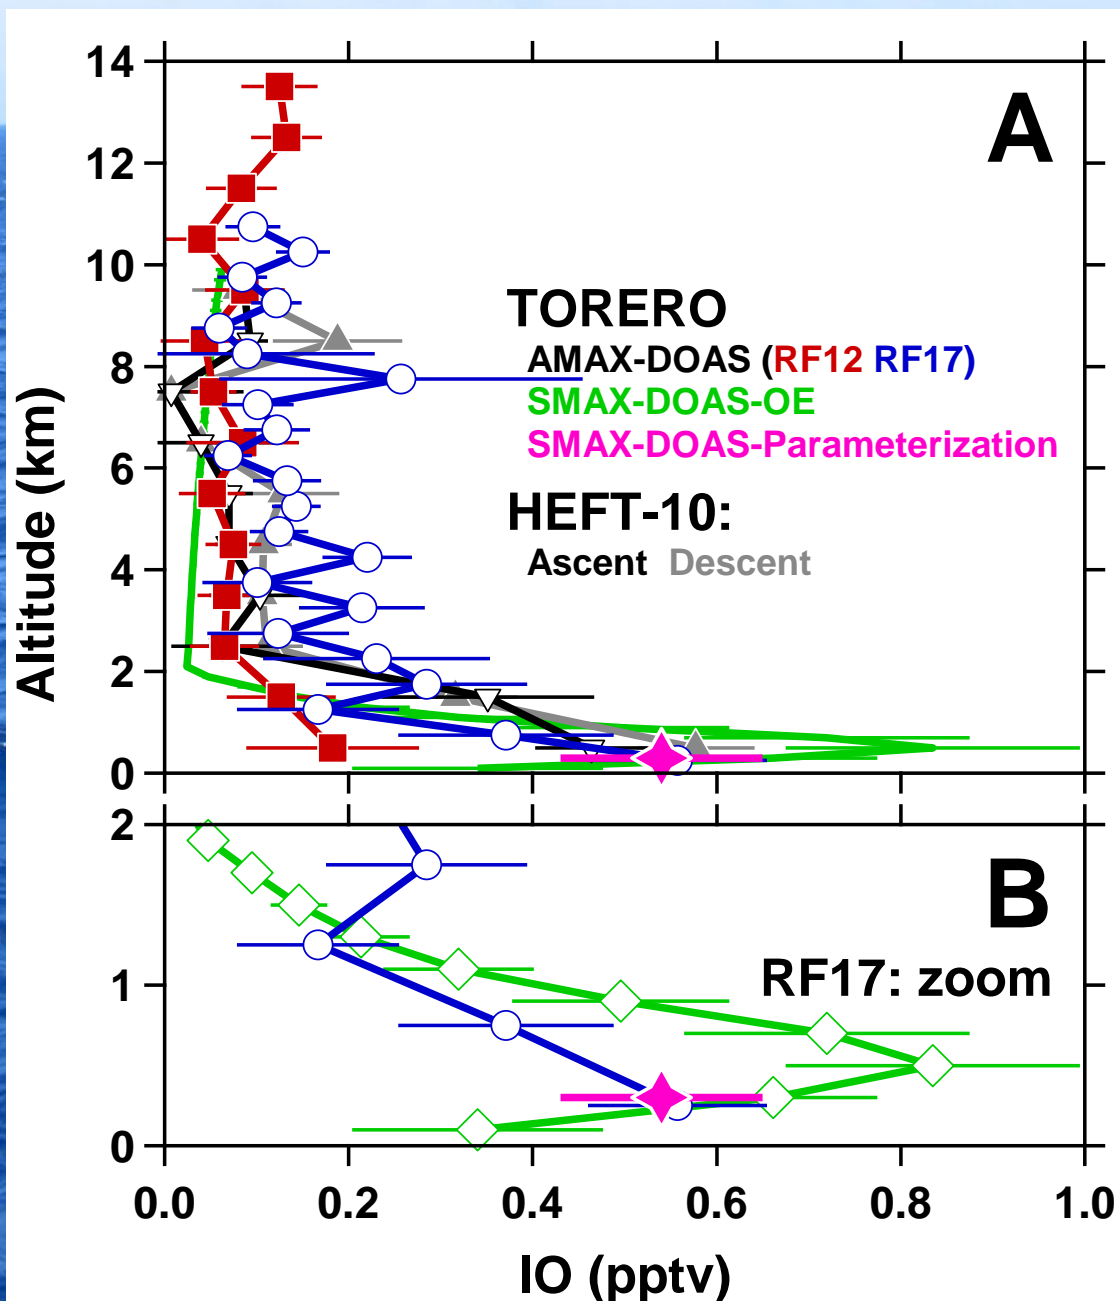 14
12
10
8
6
4
2
0
Altitude (km)
A
TORERO
AMAX-DOAS (RF12 RF17)
SMAX-DOAS-OE
SMAX-DOAS-Parameterization
HEFT-10:
Ascent Descent
2
1
0
B
RF17: zoom
0.0 0.2 0.4 0.6 0.8 1.0
IO (pptv)